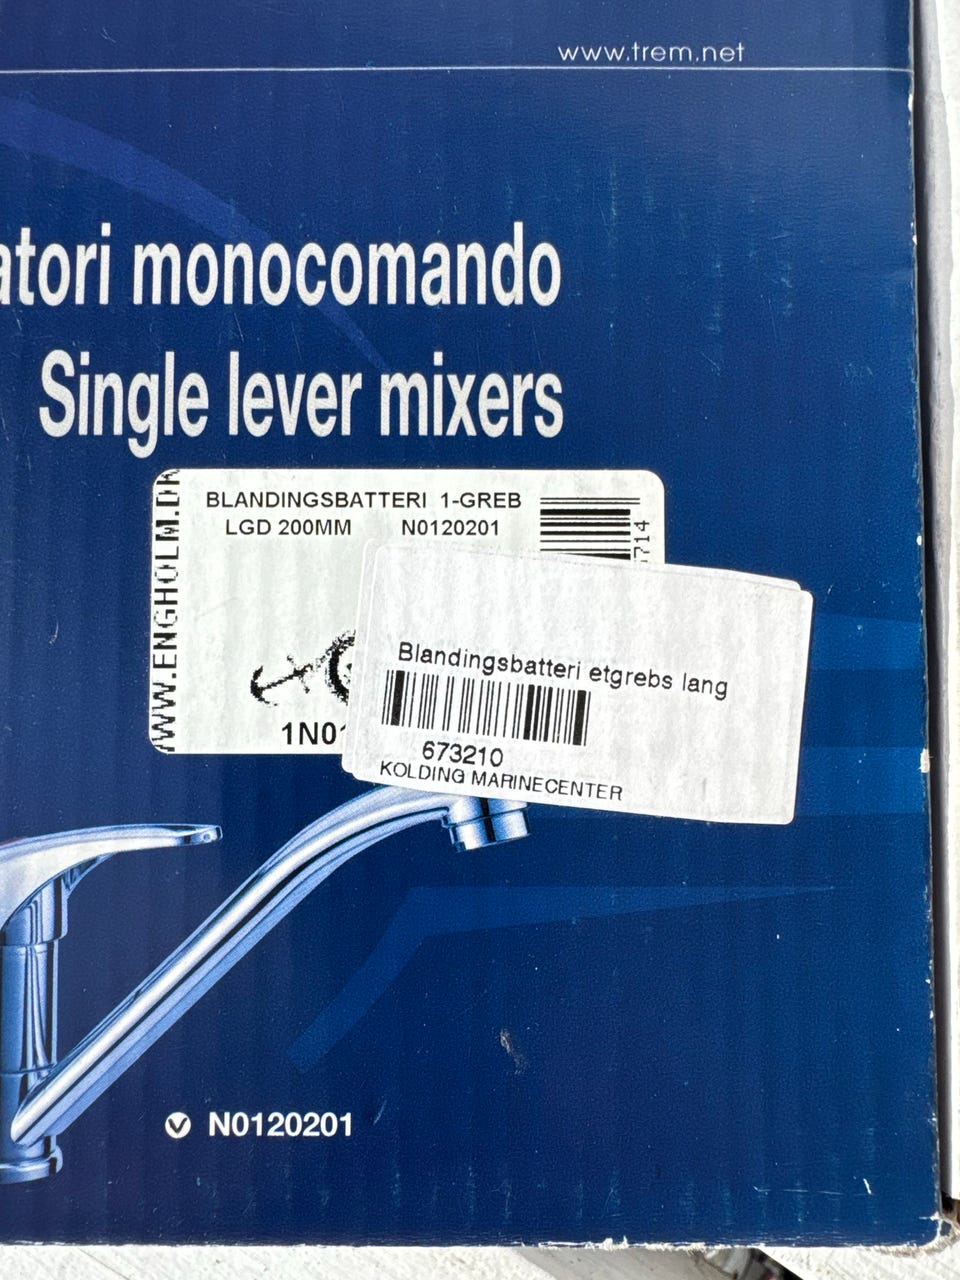 www.trem.net
atori monocomando
Single lever mixers
WWW.ENGHOLM.DK
BLANDINGSBATTERI 1-GREB
LGD 200MM N0120201
714
1N01
Blandingsbatteri etgrebs lang
673210
KOLDING MARINECENTER
N0120201